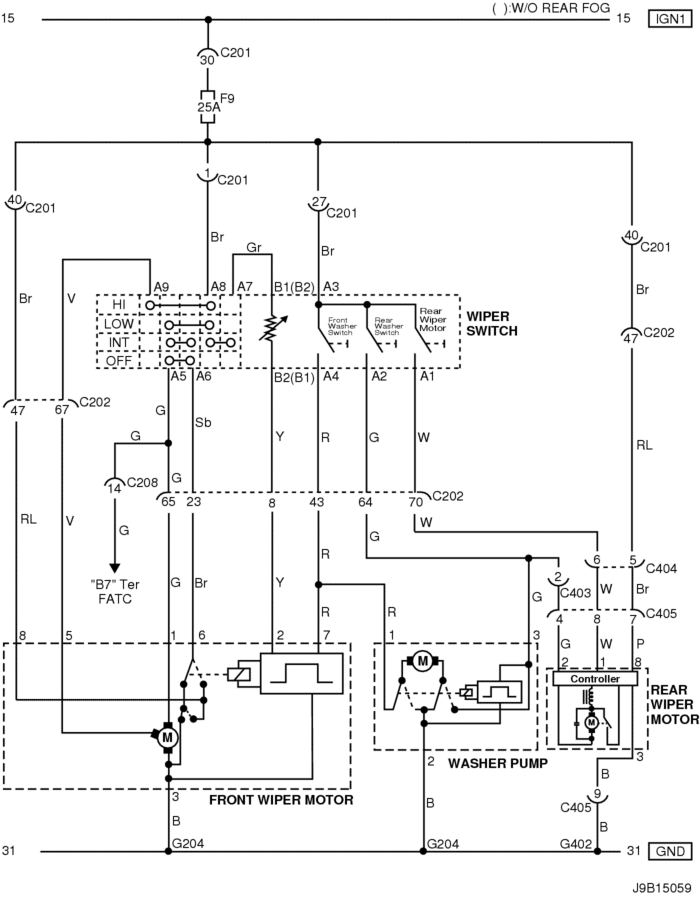 ( ):W/O REAR FOG
15
15
IGN1
30
C201
F9
25A
40
C201
1
C201
27
C201
40
C201
Gr
Br
V
Br
Br
Br
A9
A8
A7
B1(B2)
A3
HI
LOW
INT
OFF
Front
Washer
Switch
Rear
Washer
Switch
Rear
Wiper
Motor
WIPER
SWITCH
47
C202
A5
A6
B2(B1)
A4
A2
A1
47
67
C202
G
Sb
G
Y
R
G
W
RL
14
C208
G
65
23
8
43
64
70
C202
RL
V
G
W
G
R
6
5
C404
"B7" Ter
FATC
G
Br
Y
2
C403
W
Br
G
R
R
4
8
7
C405
8
5
1
6
2
7
1
3
G
W
P
2
1
8
M
Controller
M
M
REAR
WIPER
MOTOR
3
2
WASHER PUMP
3
FRONT WIPER MOTOR
B
B
B
9
C405
B
31
G204
G204
G402
31
GND
J9B15059